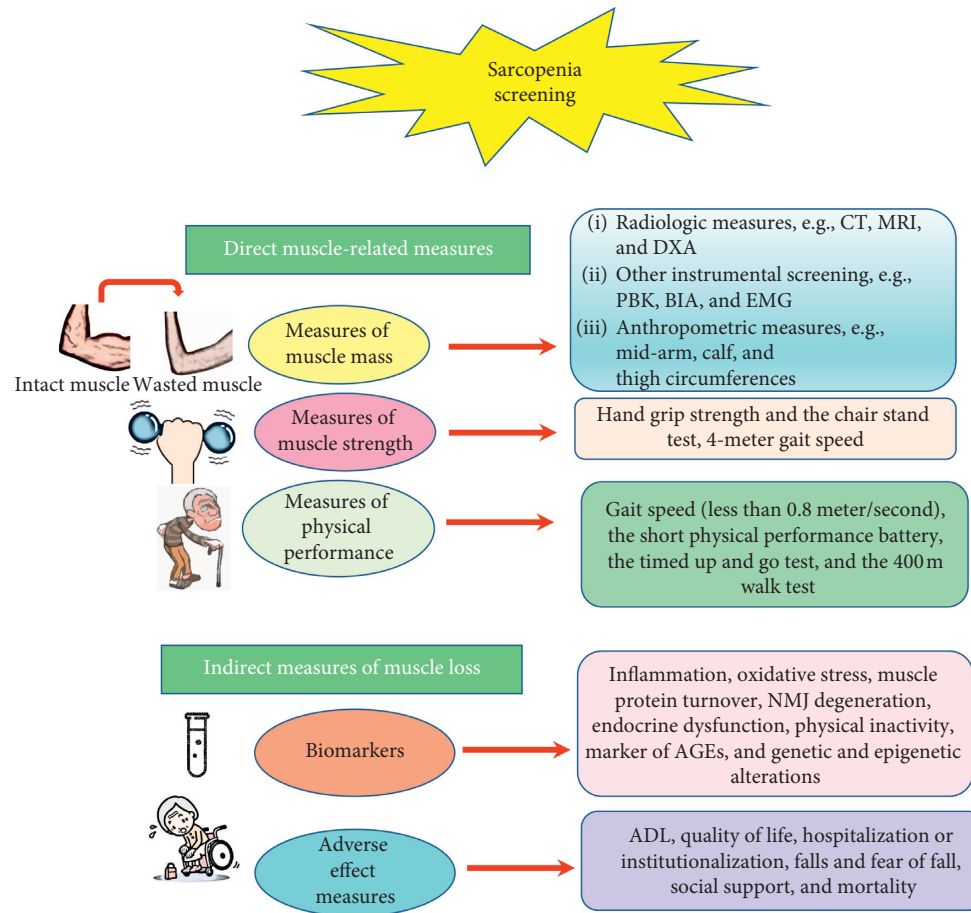 Sarcopenia
screening
Direct muscle-related measures
Intact muscle Wasted muscle
Measures of
muscle mass
(i) Radiologic measures, e.g., CT, MRI,
and DXA
(ii) Other instrumental screening, e.g.,
PBK, BIA, and EMG
(iii) Anthropometric measures, e.g.,
mid-arm, calf, and
thigh circumferences
Measures of
muscle strength
Hand grip strength and the chair stand
test, 4-meter gait speed
Measures of
physical
performance
Gait speed (less than 0.8 meter/second),
the short physical performance battery,
the timed up and go test, and the 400 m
walk test
Indirect measures of muscle loss
Biomarkers
Inflammation, oxidative stress, muscle
protein turnover, NMJ degeneration,
endocrine dysfunction, physical inactivity,
marker of AGEs, and genetic and epigenetic
alterations
Adverse
effect
measures
ADL, quality of life, hospitalization or
institutionalization, falls and fear of fall,
social support, and mortality